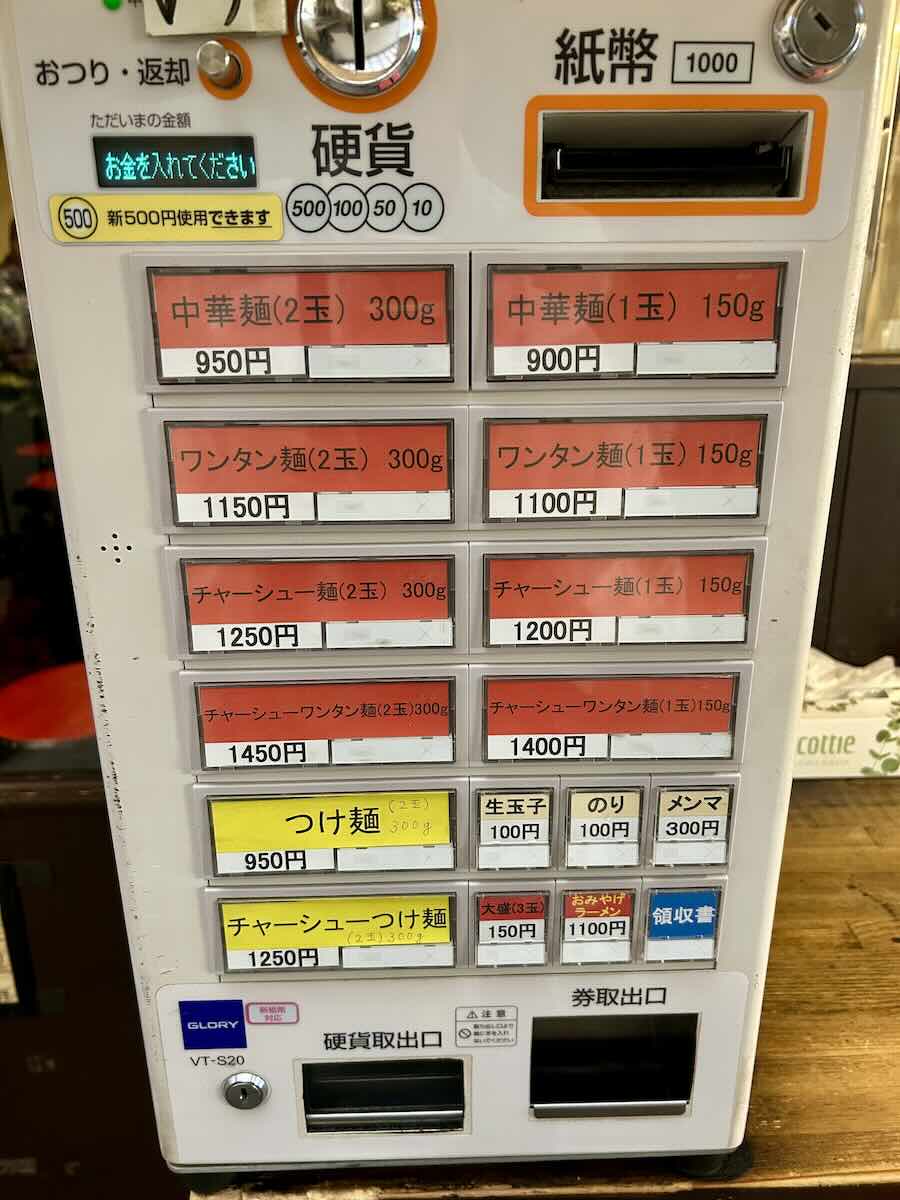 おつり・返却
紙幣
1000
ただいまの金額
お金を入れてください
硬貨
500 新500円使用できます
500 100 50 10
中華麺(2玉) 300g
950円
中華麺(1玉) 150g
900円
ワンタン麺(2玉) 300g
1150円
ワンタン麺(1玉) 150g
1100円
チャーシュー麺(2玉) 300g
1250円
チャーシュー麺(1玉) 150g
1200円
チャーシューワンタン麺(2玉)300g
1450円
チャーシューワンタン麺(1玉)150g
1400円
つけ麺
(2玉)
300g
950円
生玉子
100円
のり
100円
メンマ
300円
チャーシューつけ麺
(2玉)300g
1250円
大盛(3玉)
150円
おみやげ
ラーメン
1100円
領収書
GLORY
新紙幣
対応
VT-S20
硬貨取出口
注意
券取出口
cottie